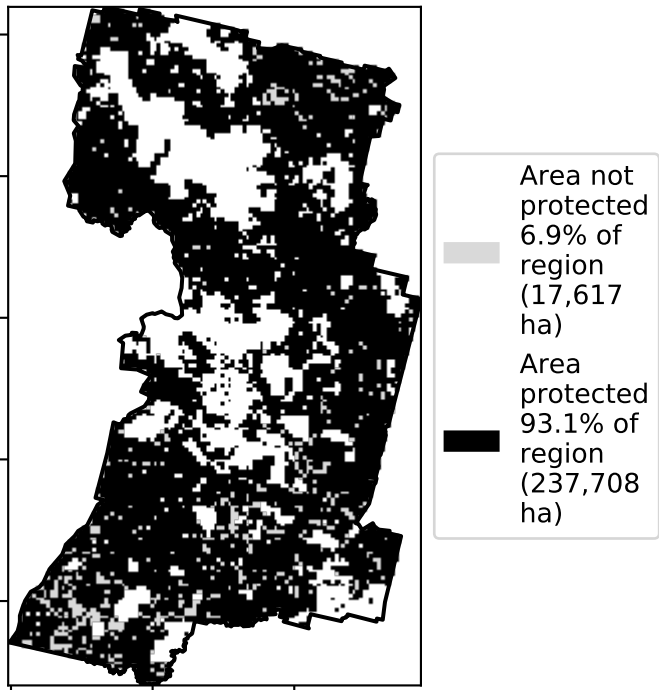 Area not
protected
6.9% of
region
(17,617
ha)
Area
protected
93.1% of
region
(237,708
ha)